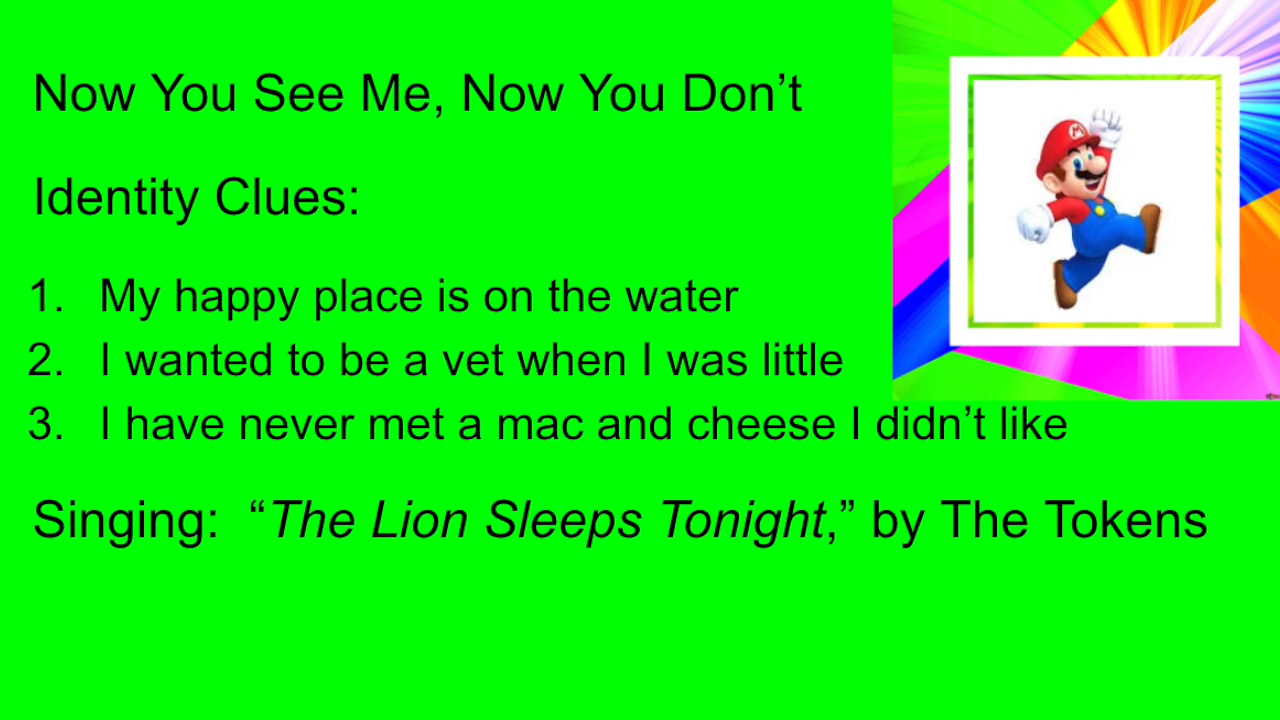 Now You See Me, Now You Don’t
Identity Clues:
1. My happy place is on the water
2. I wanted to be a vet when I was little
3. I have never met a mac and cheese I didn’t like
Singing: “The Lion Sleeps Tonight,” by The Tokens
M